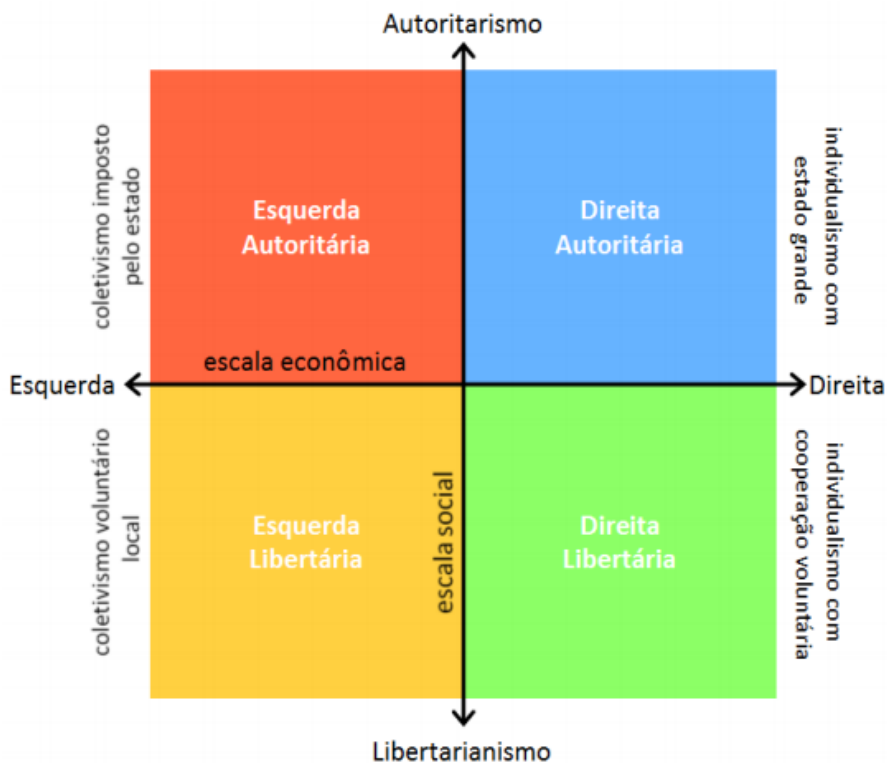 Autoritarismo
coletivismo imposto
pelo estado
Esquerda
Autoritária
Direita
Autoritária
individualismo com
estado grande
escala econômica
Esquerda
Direita
coletivismo voluntário
local
Esquerda
Libertária
escala social
Direita
Libertária
individualismo com
cooperação voluntária
Libertarianismo